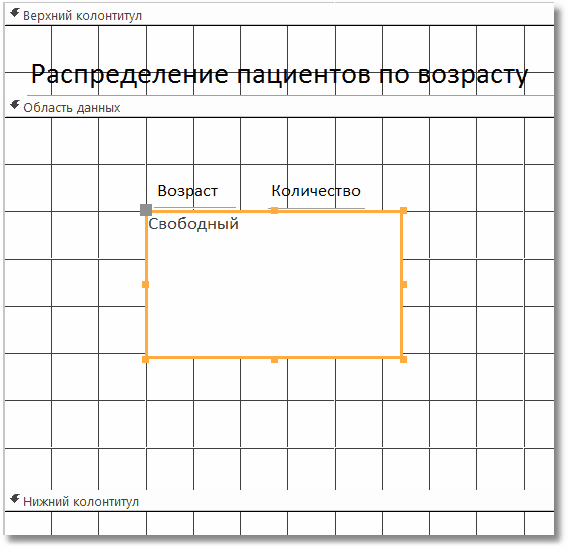 Верхний колонтитул
Распределение пациентов по возрасту
Область данных
Возраст Количество
Свободный
Нижний колонтитул